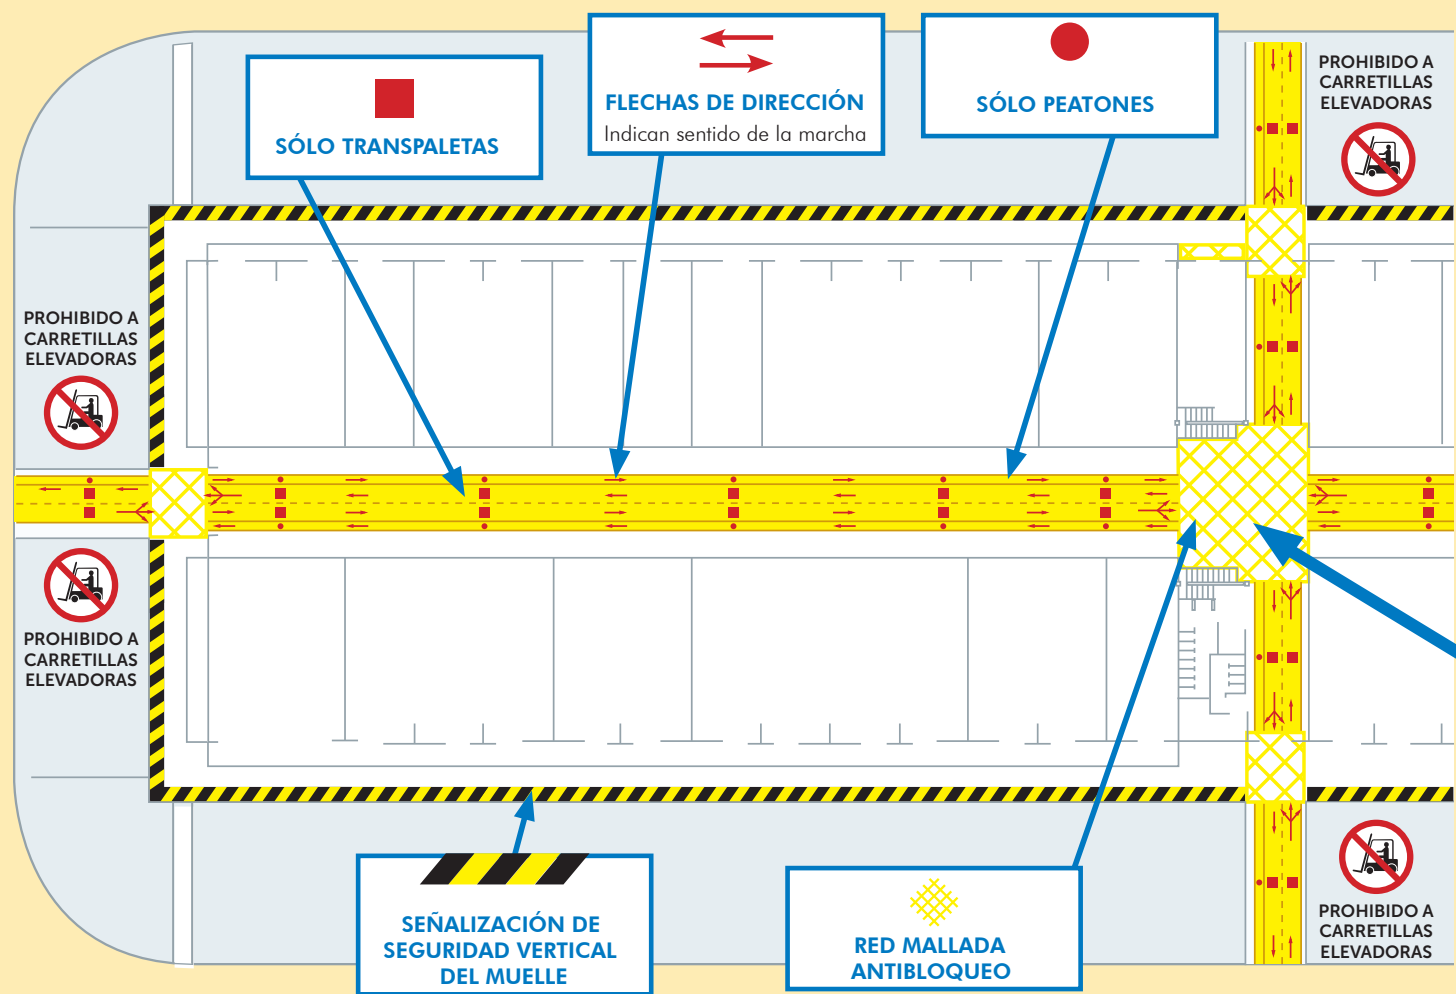 SÓLO TRANSPALETAS
FLECHAS DE DIRECCIÓN
Indican sentido de la marcha
SÓLO PEATONES
PROHIBIDO A
CARRETILLAS
ELEVADORAS
PROHIBIDO A
CARRETILLAS
ELEVADORAS
PROHIBIDO A
CARRETILLAS
ELEVADORAS
SEÑALIZACIÓN DE
SEGURIDAD VERTICAL
DEL MUELLE
RED MALLADA
ANTIBLOQUEO
PROHIBIDO A
CARRETILLAS
ELEVADORAS